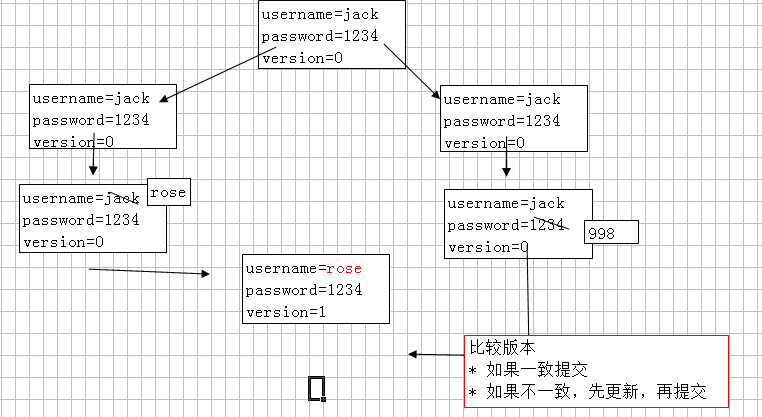 username=jack
password=1234
version=0
username=jack
password=1234
version=0
username=jack
password=1234
version=0
username=jack
password=1234
version=0
rose
username=jack
password=1234
version=0
998
username=rose
password=1234
version=1
比较版本
* 如果一致提交
* 如果不一致，先更新，再提交